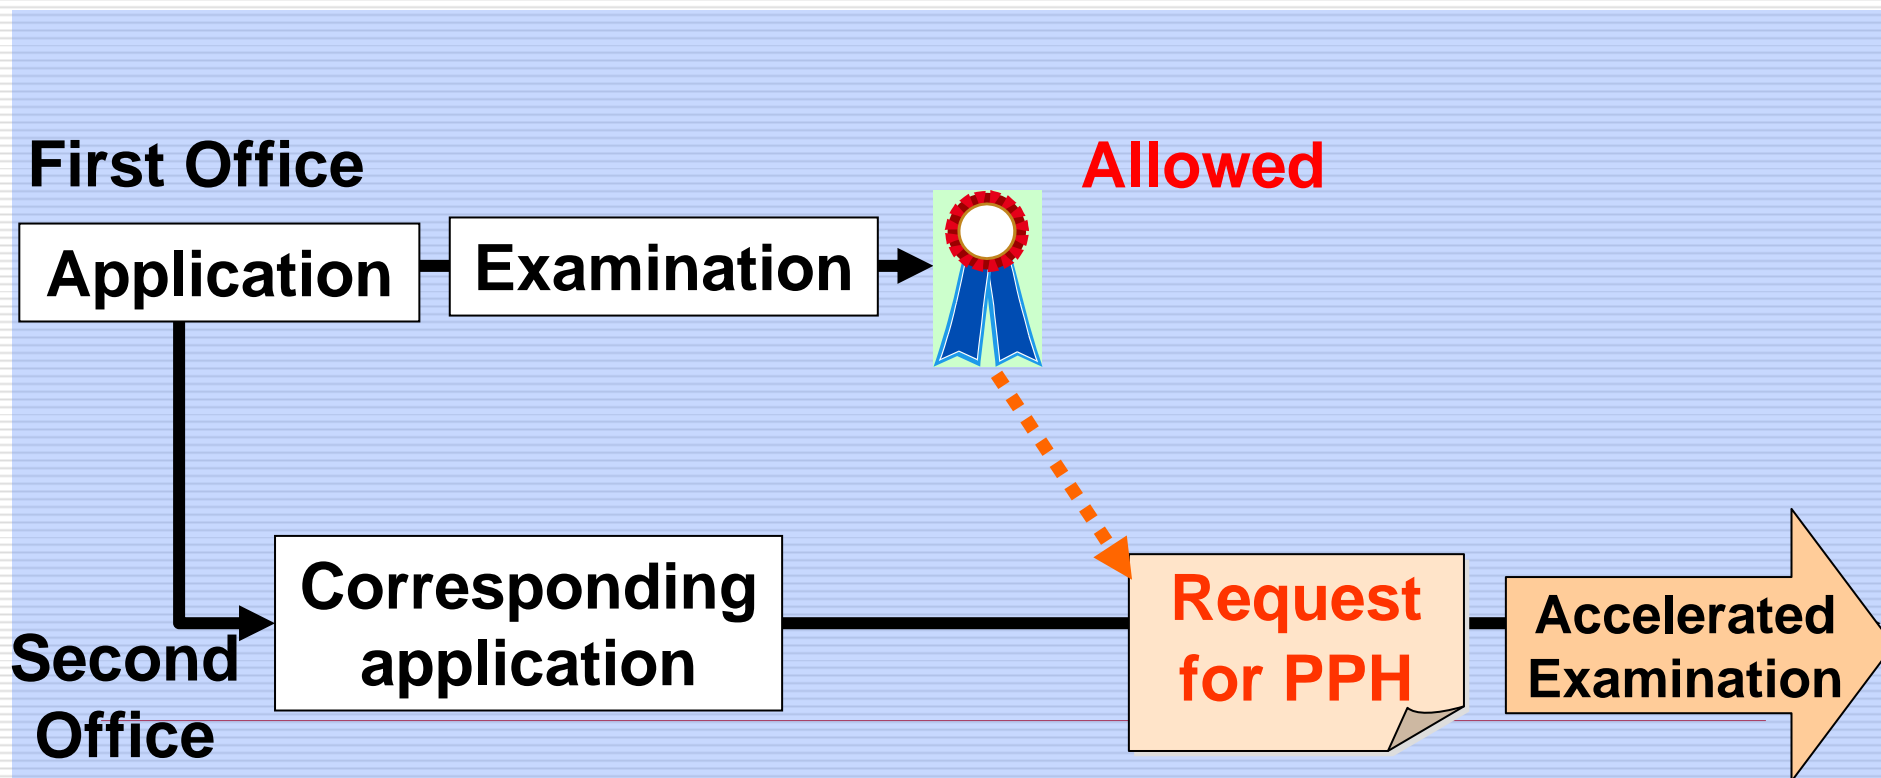 First Office
Allowed
Application
Examination
Corresponding
application
Second
Office
Request
for PPH
Accelerated
Examination